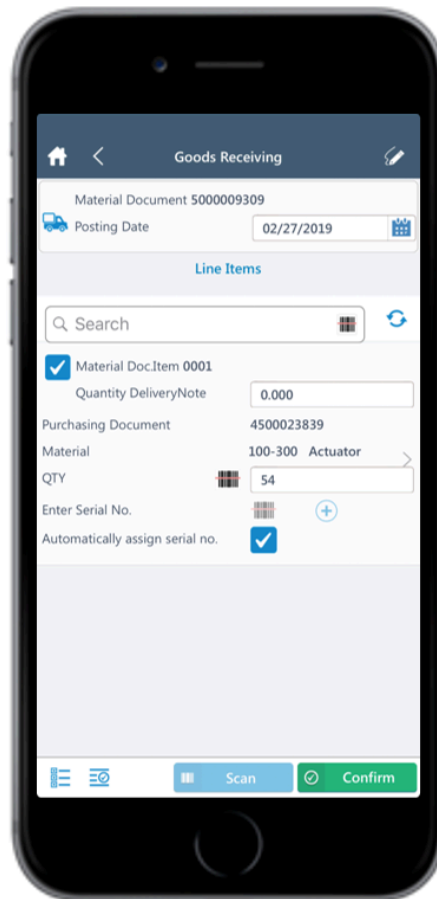 Goods Receiving
Material Document 5000009309
Posting Date 02/27/2019
Line Items
Search
Material Doc.Item 0001
Quantity DeliveryNote 0.000
Purchasing Document 4500023839
Material 100-300 Actuator
QTY 54
Enter Serial No.
Automatically assign serial no.
Scan Confirm